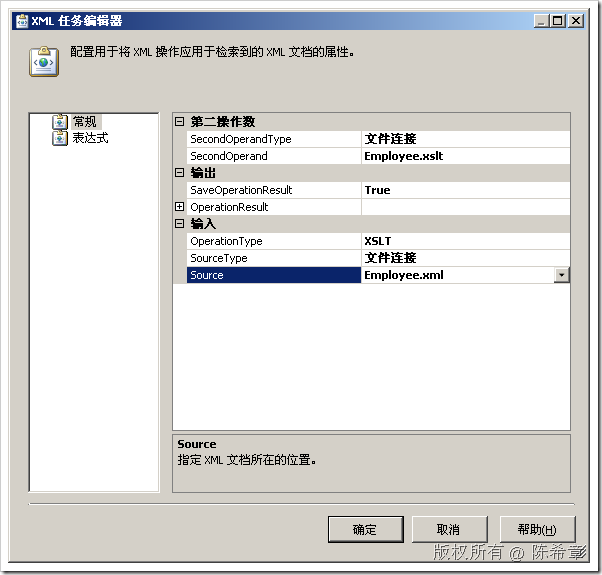 XML 任务编辑器
配置用于将 XML 操作应用于检索到的 XML 文档的属性。
常规
表达式
第二操作数
SecondOperandType 文件连接
SecondOperand Employee.xslt
输出
SaveOperationResult True
OperationResult
输入
OperationType XSLT
SourceType 文件连接
Source Employee.xml
Source
指定 XML 文档所在的位置。
确定 取消 帮助(H)
版权所有 @ 陈希彰